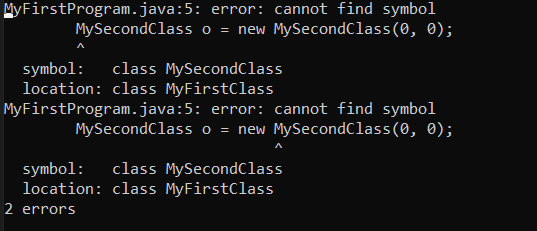 MyFirstProgram.java:5: error: cannot find symbol
        MySecondClass o = new MySecondClass(0, 0);
        ^
  symbol:   class MySecondClass
  location: class MyFirstClass
MyFirstProgram.java:5: error: cannot find symbol
        MySecondClass o = new MySecondClass(0, 0);
                              ^
  symbol:   class MySecondClass
  location: class MyFirstClass
2 errors